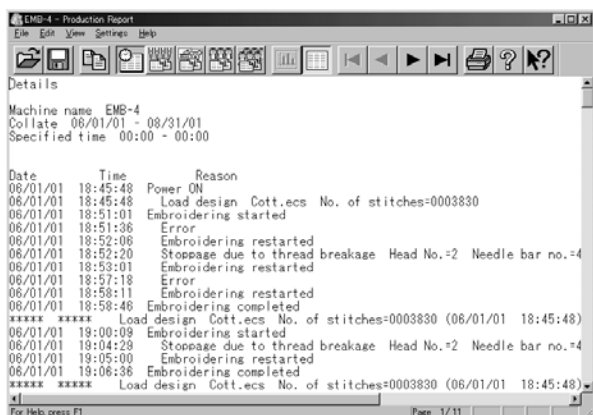 EMB-4 - Production Report
File Edit View Settings Help
Details
Machine name EMB-4
Collate 06/01/01 - 08/31/01
Specified time 00:00 - 00:00
Date Time Reason
06/01/01 18:45:48 Power ON
06/01/01 18:45:48 Load design Cott.ecs No. of stitches=0003830
06/01/01 18:51:01 Embroidering started
06/01/01 18:51:36 Error
06/01/01 18:52:06 Embroidering restarted
06/01/01 18:52:20 Stoppage due to thread breakage Head No.=2 Needle bar no.=4
06/01/01 18:53:01 Embroidering restarted
06/01/01 18:57:18 Error
06/01/01 18:58:11 Embroidering restarted
06/01/01 18:58:46 Embroidering completed
***** ***** Load design Cott.ecs No. of stitches=0003830 (06/01/01 18:45:48)
06/01/01 19:00:09 Embroidering started
06/01/01 19:04:29 Stoppage due to thread breakage Head No.=2 Needle bar no.=4
06/01/01 19:05:00 Embroidering restarted
06/01/01 19:06:36 Embroidering completed
***** ***** Load design Cott.ecs No. of stitches=0003830 (06/01/01 18:45:48)
For Help, press F1 Page 1/11